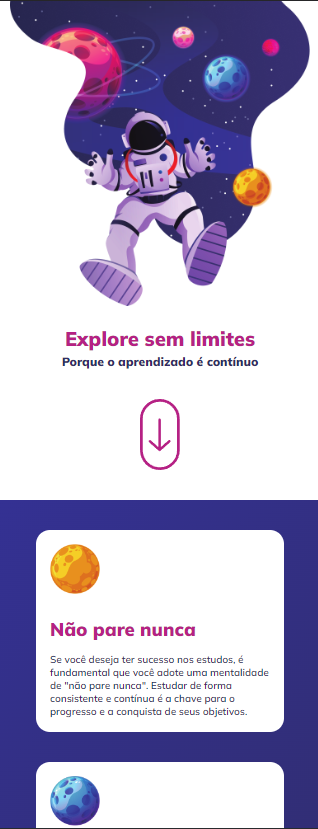 Explore sem limites
Porque o aprendizado é contínuo
Não pare nunca
Se você deseja ter sucesso nos estudos, é
fundamental que você adote uma mentalidade
de "não pare nunca". Estudar de forma
consistente e contínua é a chave para o
progresso e a conquista de seus objetivos.